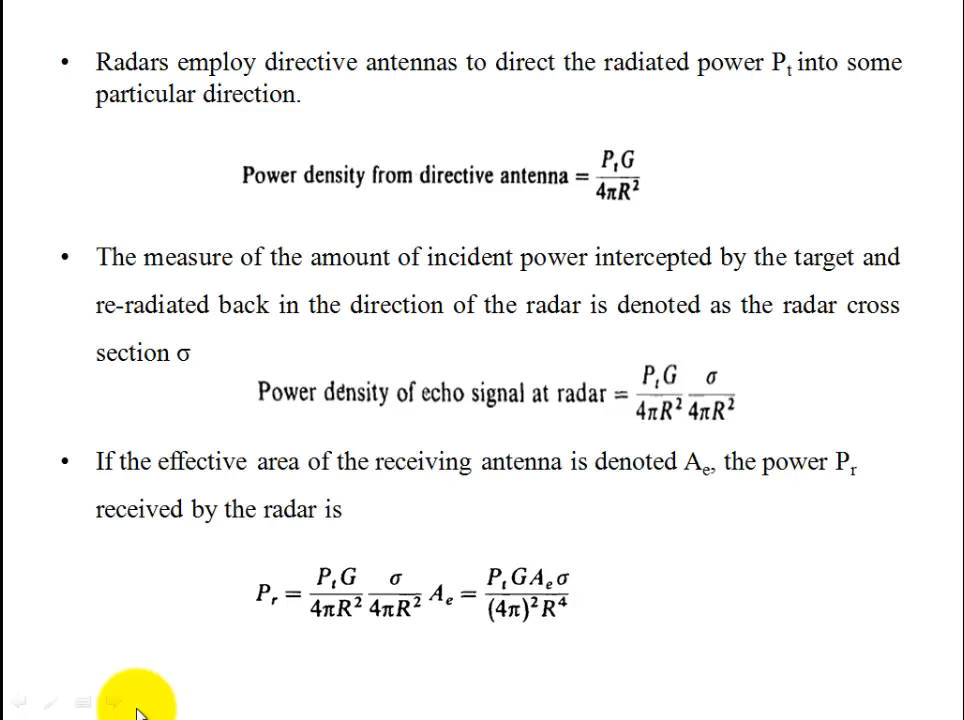 • Radars employ directive antennas to direct the radiated power Pₜ into some
particular direction.
Power density from directive antenna = PₜG / 4πR²
• The measure of the amount of incident power intercepted by the target and
re-radiated back in the direction of the radar is denoted as the radar cross
section σ
Power density of echo signal at radar = PₜG / 4πR² σ / 4πR²
• If the effective area of the receiving antenna is denoted Aₑ, the power Pᵣ
received by the radar is
Pᵣ = PₜG / 4πR² σ / 4πR² Aₑ = PₜGAₑσ / (4π)²R⁴